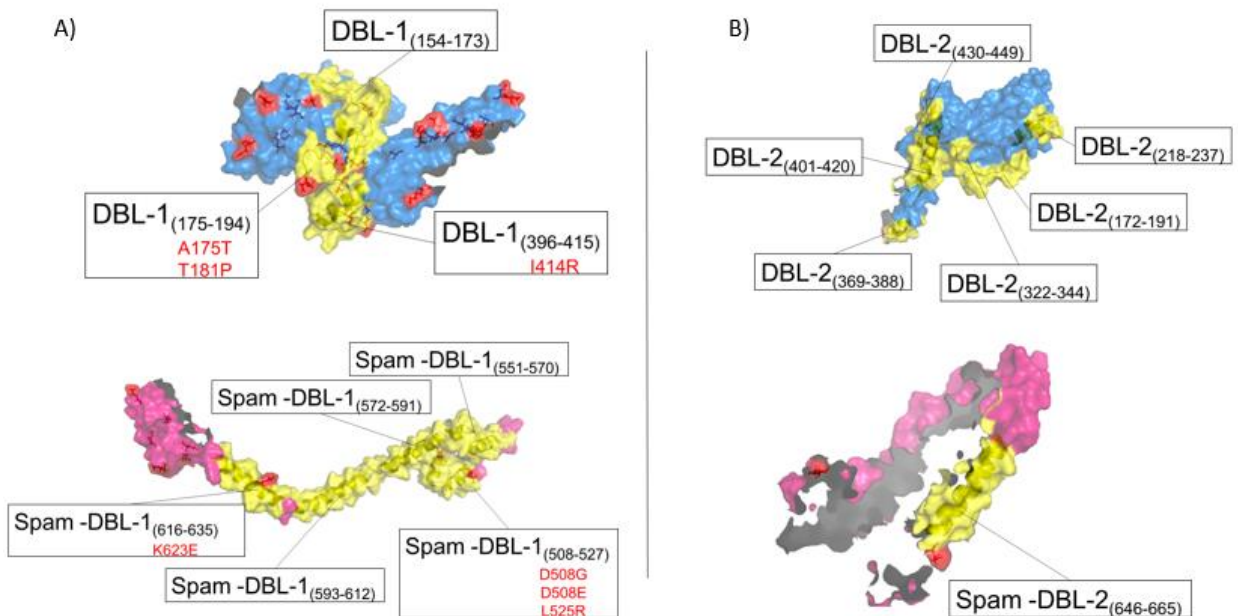 A)
DBL-1(154-173)
DBL-1(175-194)
A175T
T181P
DBL-1(396-415)
I414R
Spam -DBL-1(551-570)
Spam -DBL-1(572-591)
Spam -DBL-1(616-635)
K623E
Spam -DBL-1(593-612)
Spam -DBL-1(508-527)
D508G
D508E
L525R
B)
DBL-2(430-449)
DBL-2(401-420)
DBL-2(218-237)
DBL-2(172-191)
DBL-2(369-388)
DBL-2(322-344)
Spam -DBL-2(646-665)